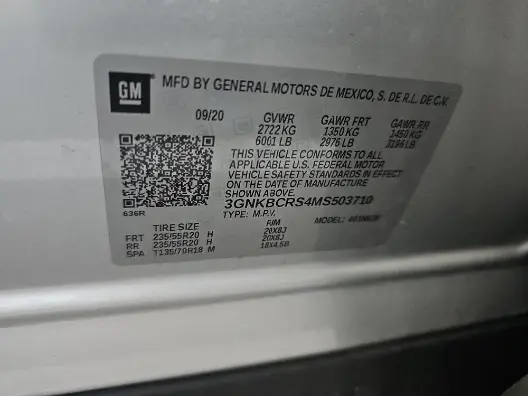 GM
MFD BY GENERAL MOTORS DE MEXICO, S. DE R.L. DE C.V.
09/20 GVWR GAWR FRT GAWR RR
2722 KG 1350 KG 1450 KG
6001 LB 2976 LB 3196 LB
THIS VEHICLE CONFORMS TO ALL
APPLICABLE U.S. FEDERAL MOTOR
VEHICLE SAFETY STANDARDS IN EFFECT
ON THE DATE OF MANUFACTURE
SHOWN ABOVE.
3GNKBCRS4MS503710
636R TYPE: M.P.V. MODEL:
TIRE SIZE RIM
FRT 235/55R20 H 20X8J
RR 235/55R20 H 20X8J
SPA T135/70R18 M 18X4.5B